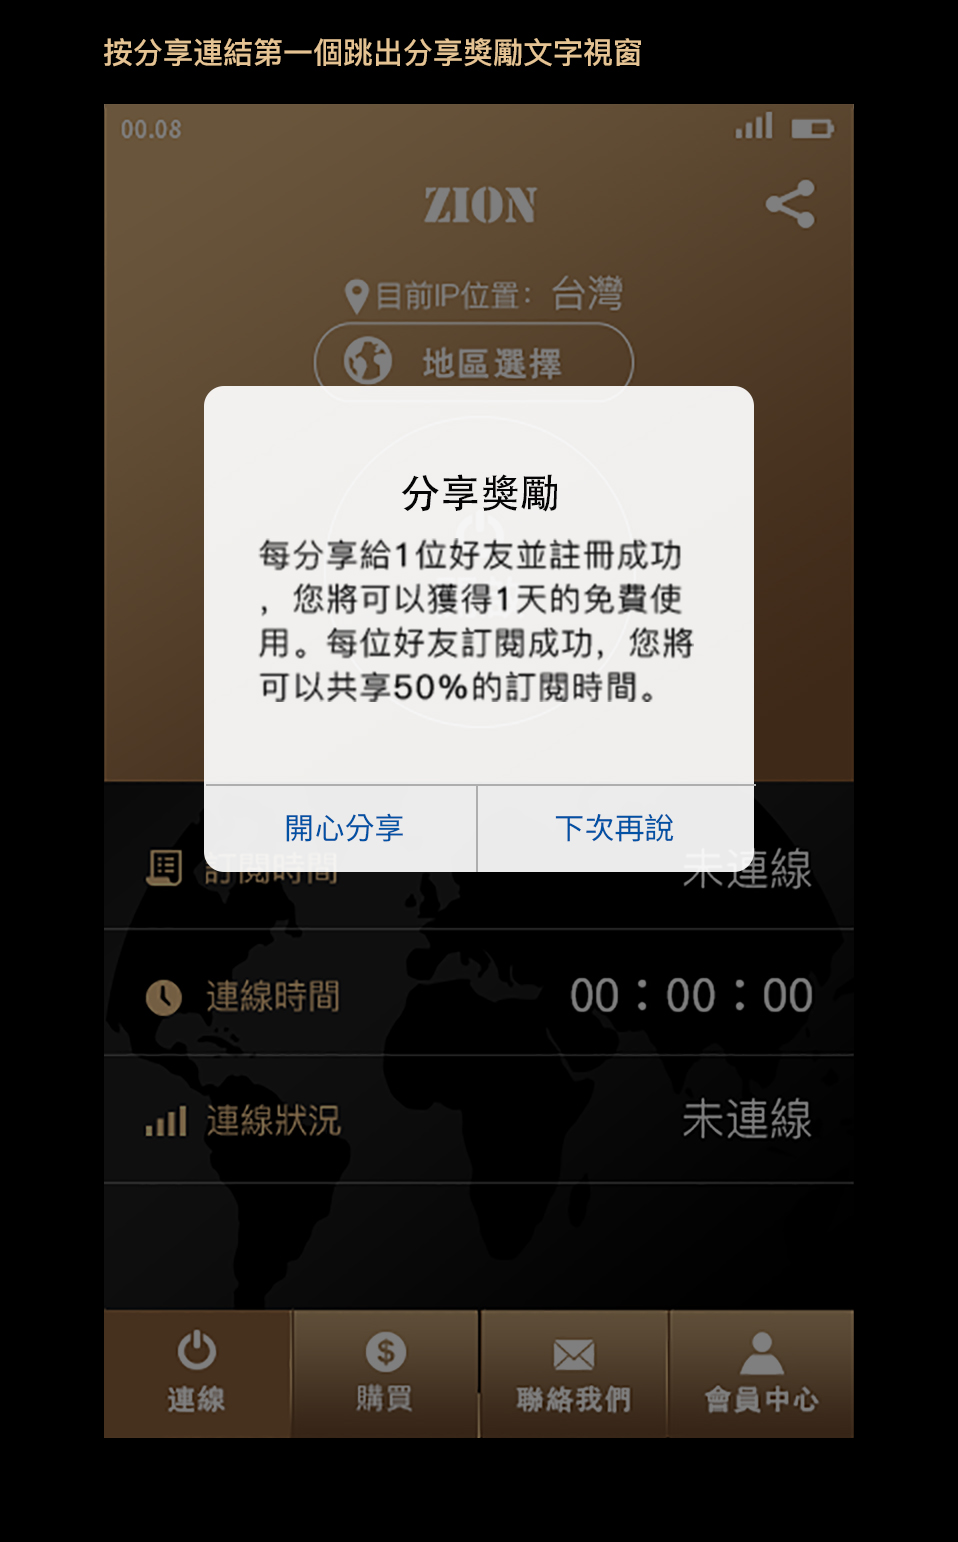 按分享連結第一個跳出分享獎勵文字視窗
00.08
ZION
目前IP位置：台灣
地區選擇
分享獎勵
每分享給1位好友並註冊成功
，您將可以獲得1天的免費使
用。每位好友訂閱成功，您將
可以共享50%的訂閱時間。
開心分享 下次再說
訂閱時間 未連線
連線時間 00：00：00
連線狀況 未連線
連線 購買 聯絡我們 會員中心